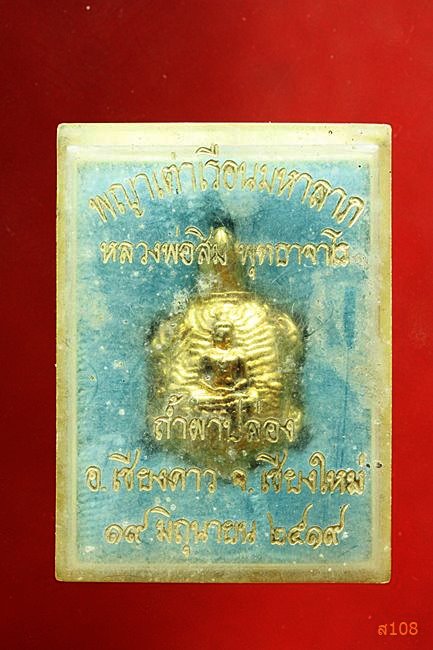 พญาเต่าเรือนมหาลาภ
หลวงพ่อสิม พุทธาจาโร
ถ้ำผาปล่อง
อ.เชียงดาว จ.เชียงใหม่
๑๙ มิถุนายน ๒๕๑๙
ส108